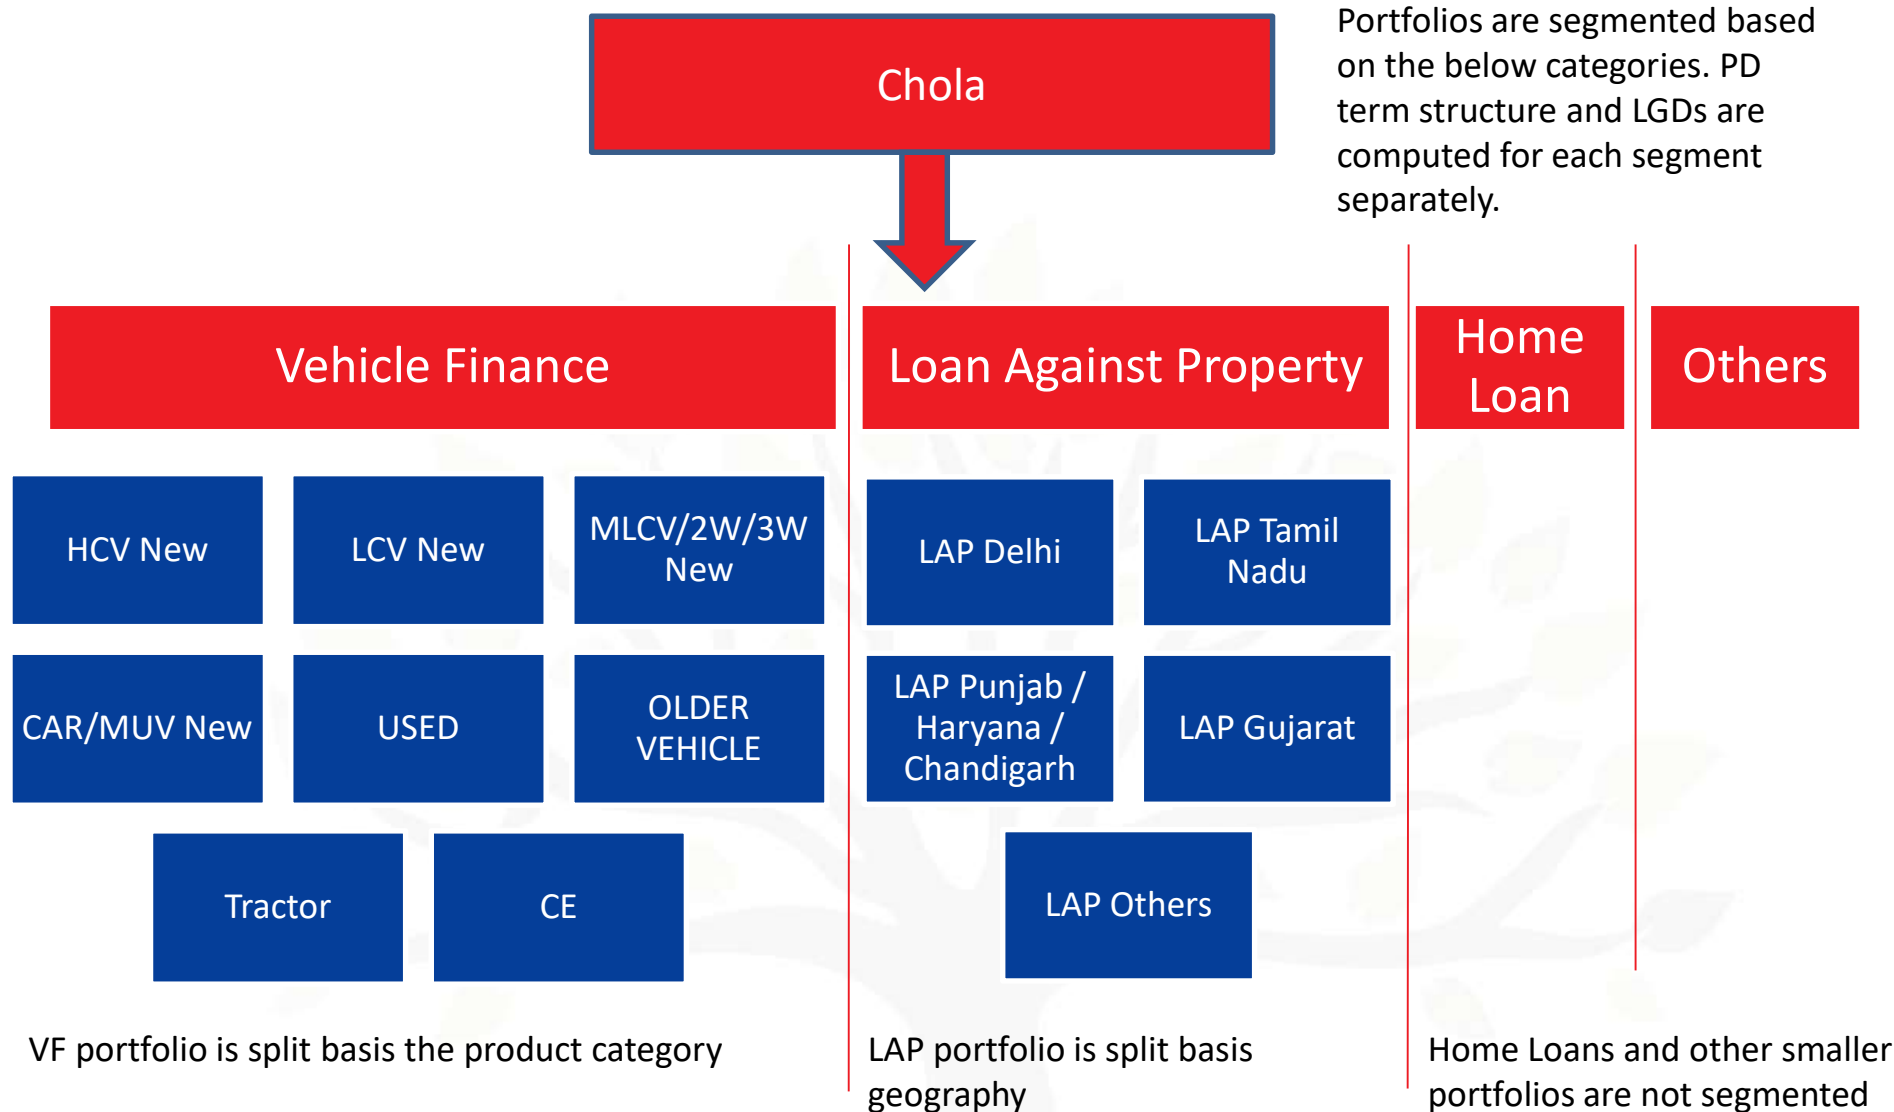 Chola
Portfolios are segmented based
on the below categories. PD
term structure and LGDs are
computed for each segment
separately.
Vehicle Finance
Loan Against Property
Home
Loan
Others
HCV New
LCV New
MLCV/2W/3W
New
LAP Delhi
LAP Tamil
Nadu
CAR/MUV New
USED
OLDER
VEHICLE
LAP Punjab /
Haryana /
Chandigarh
LAP Gujarat
Tractor
CE
LAP Others
VF portfolio is split basis the product category
LAP portfolio is split basis
geography
Home Loans and other smaller
portfolios are not segmented